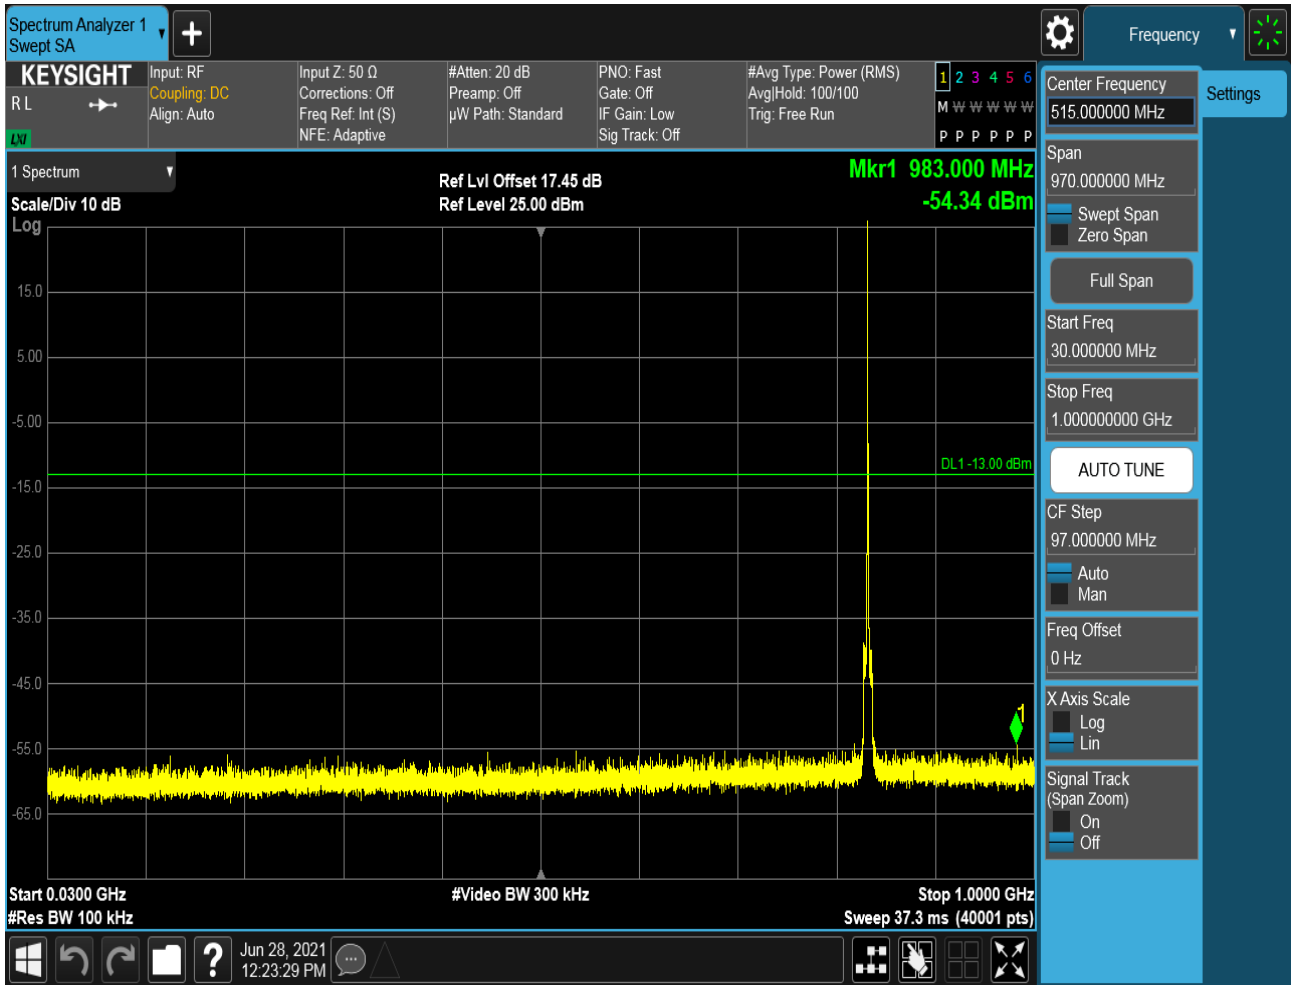 Spectrum Analyzer 1
Swept SA
Frequency
KEYSIGHT
R L
LXI
Input: RF
Coupling: DC
Align: Auto
Input Z: 50 Ω
Corrections: Off
Freq Ref: Int (S)
NFE: Adaptive
#Atten: 20 dB
Preamp: Off
µW Path: Standard
PNO: Fast
Gate: Off
IF Gain: Low
Sig Track: Off
#Avg Type: Power (RMS)
Avg|Hold: 100/100
Trig: Free Run
1 2 3 4 5 6
M W W W W W
P P P P P P
1 Spectrum
Scale/Div 10 dB
Log
Ref Lvl Offset 17.45 dB
Ref Level 25.00 dBm
Mkr1 983.000 MHz
-54.34 dBm
15.0
5.00
-5.00
-15.0
-25.0
-35.0
-45.0
-55.0
-65.0
DL1 -13.00 dBm
1
Start 0.0300 GHz
#Res BW 100 kHz
#Video BW 300 kHz
Stop 1.0000 GHz
Sweep 37.3 ms (40001 pts)
Jun 28, 2021
12:23:29 PM
Center Frequency
515.000000 MHz
Settings
Span
970.000000 MHz
Swept Span
Zero Span
Full Span
Start Freq
30.000000 MHz
Stop Freq
1.000000000 GHz
AUTO TUNE
CF Step
97.000000 MHz
Auto
Man
Freq Offset
0 Hz
X Axis Scale
Log
Lin
Signal Track
(Span Zoom)
On
Off